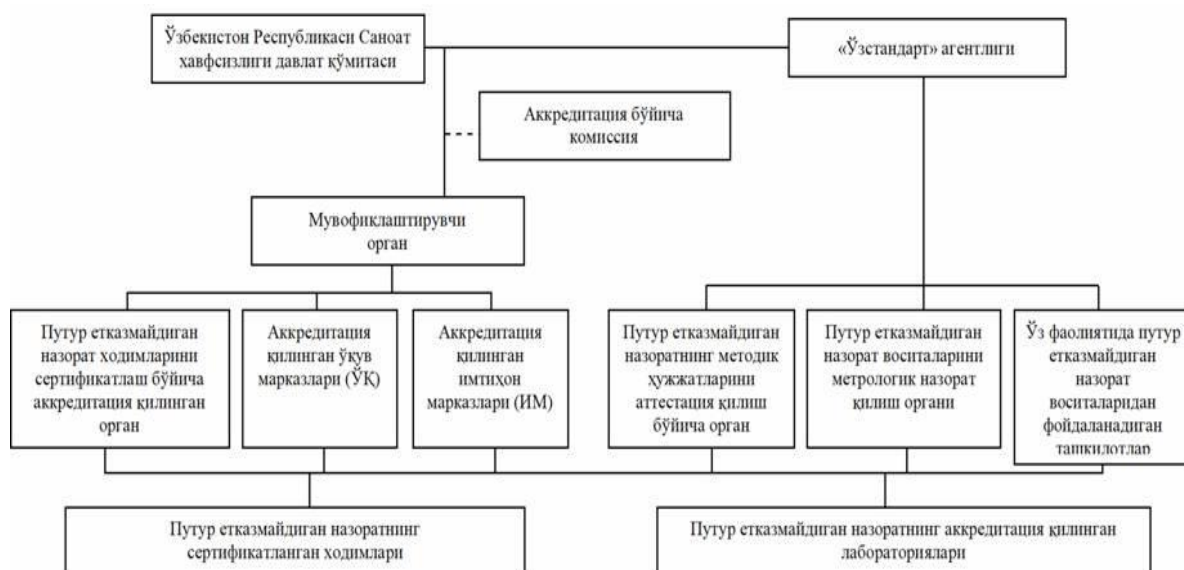 Ўзбекистон Республикаси Саноат
хавфсизлиги давлат қўмитаси
«Ўзстандарт» агентлиги
Аккредитация бўйича
комиссия
Мувофиқлаштирувчи
орган
Путур етказмайдиган
назорат ходимларини
сертификатлаш бўйича
аккредитация қилинган
орган
Аккредитация
қилинган ўқув
марказлари (ЎҚ)
Аккредитация
қилинган
имтиҳон
марказлари (ИМ)
Путур етказмайдиган
назоратнинг методик
ҳужжатларини
аттестация қилиш
бўйича орган
Путур етказмайдиган
назорат воситаларини
метрологик назорат
қилиш органи
Ўз фаолиятида путур
етказмайдиган
назорат
воситаларидан
фойдаланадиган
ташкилотлар
Путур етказмайдиган назоратнинг
сертификатланган ходимлари
Путур етказмайдиган назоратнинг аккредитация қилинган
лабораториялари